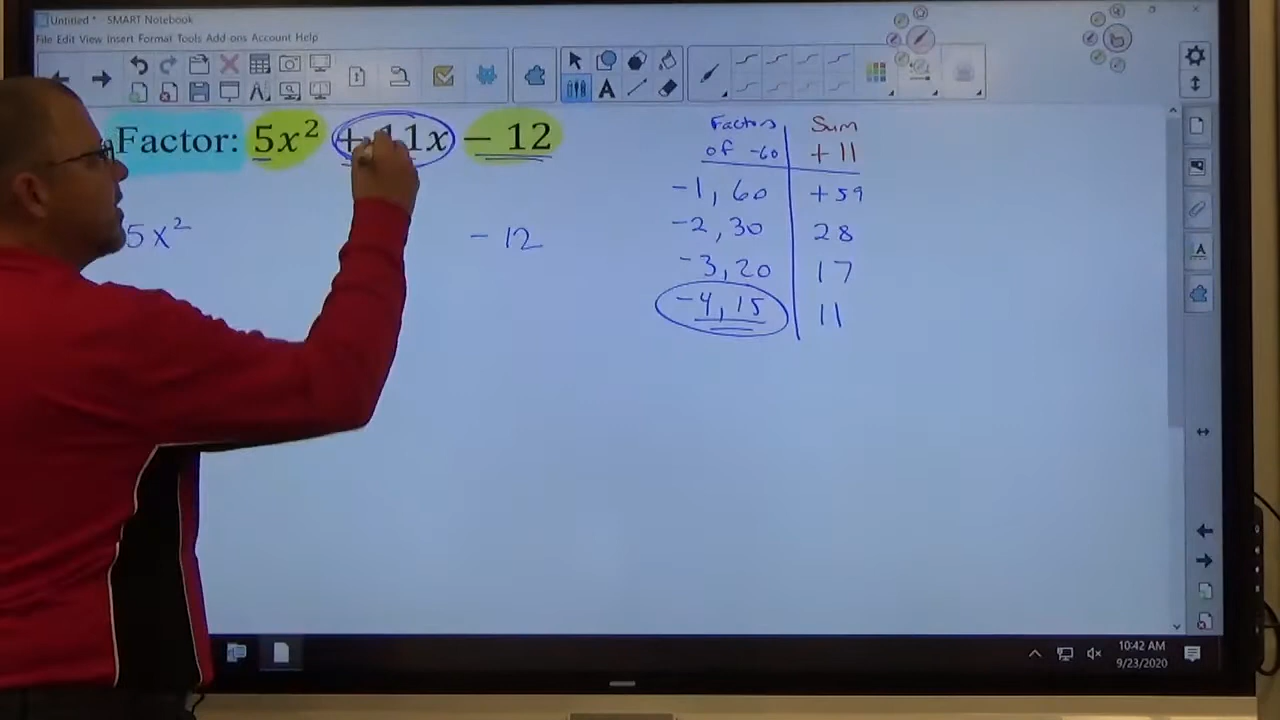 Untitled * - SMART Notebook
File Edit View Insert Format Tools Add-ons Account Help
Factor: 5x² + 11x − 12
5x² - 12
Factors of -60 | Sum +11
-1, 60 | +59
-2, 30 | 28
-3, 20 | 17
-4, 15 | 11
10:42 AM
9/23/2020